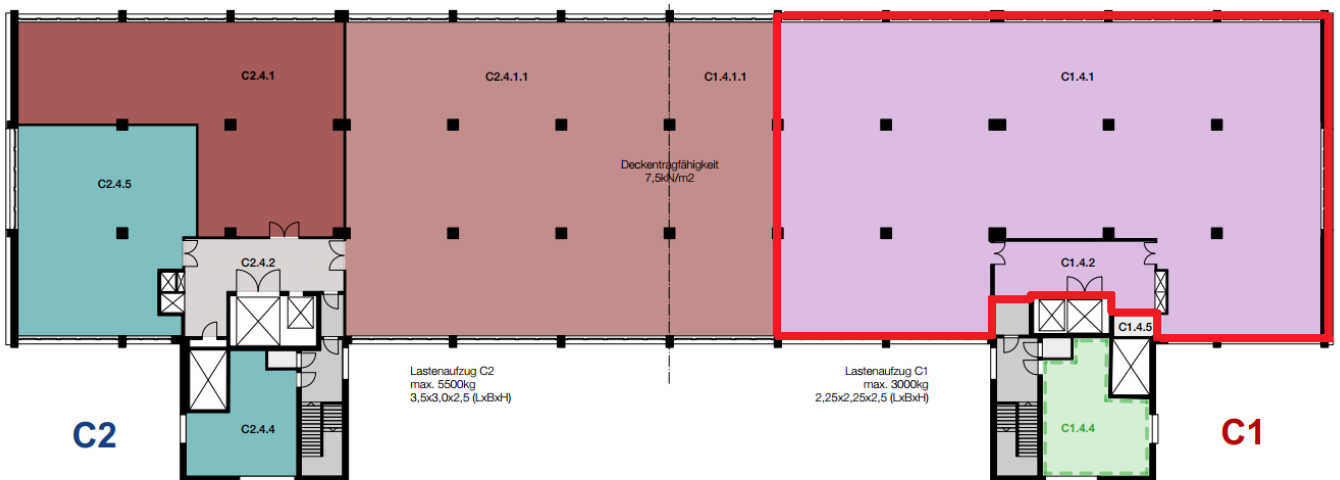 C2.4.1
C2.4.1.1
C1.4.1.1
C1.4.1
Deckentragfähigkeit
7,5kN/m2
C2.4.5
C2.4.2
C1.4.2
C1.4.5
Lastenaufzug C2
max. 5500kg
3,5x3,0x2,5 (LxBxH)
Lastenaufzug C1
max. 3000kg
2,25x2,25x2,5 (LxBxH)
C2
C2.4.4
C1.4.4
C1